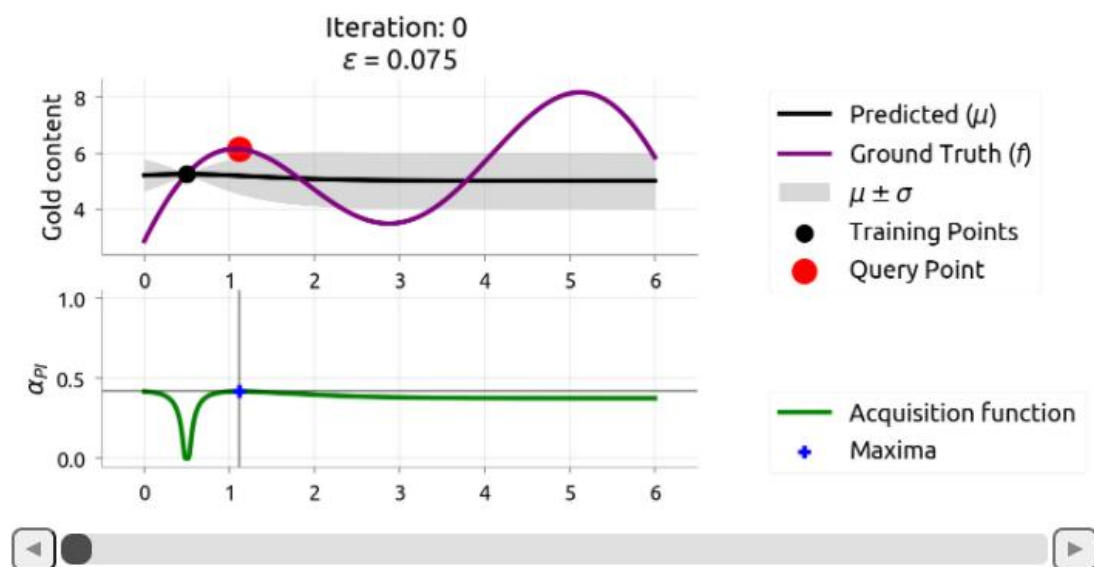 Iteration: 0
ε = 0.075
Gold content
8
6
4
0 1 2 3 4 5 6
Predicted (μ)
Ground Truth (f)
μ ± σ
Training Points
Query Point
α_PI
1.0
0.5
0.0
0 1 2 3 4 5 6
Acquisition function
Maxima